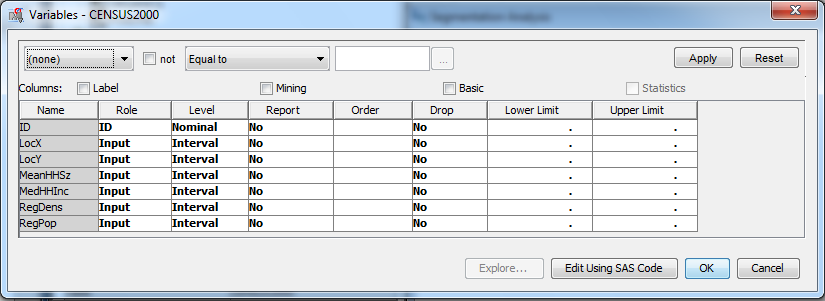 Segmentation Analysis
Variables - CENSUS2000
(none) not Equal to ... Apply Reset
Columns: Label Mining Basic Statistics
Name Role Level Report Order Drop Lower Limit Upper Limit
ID ID Nominal No No . .
LocX Input Interval No No . .
LocY Input Interval No No . .
MeanHHSz Input Interval No No . .
MedHHInc Input Interval No No . .
RegDens Input Interval No No . .
RegPop Input Interval No No . .
Explore... Edit Using SAS Code OK Cancel